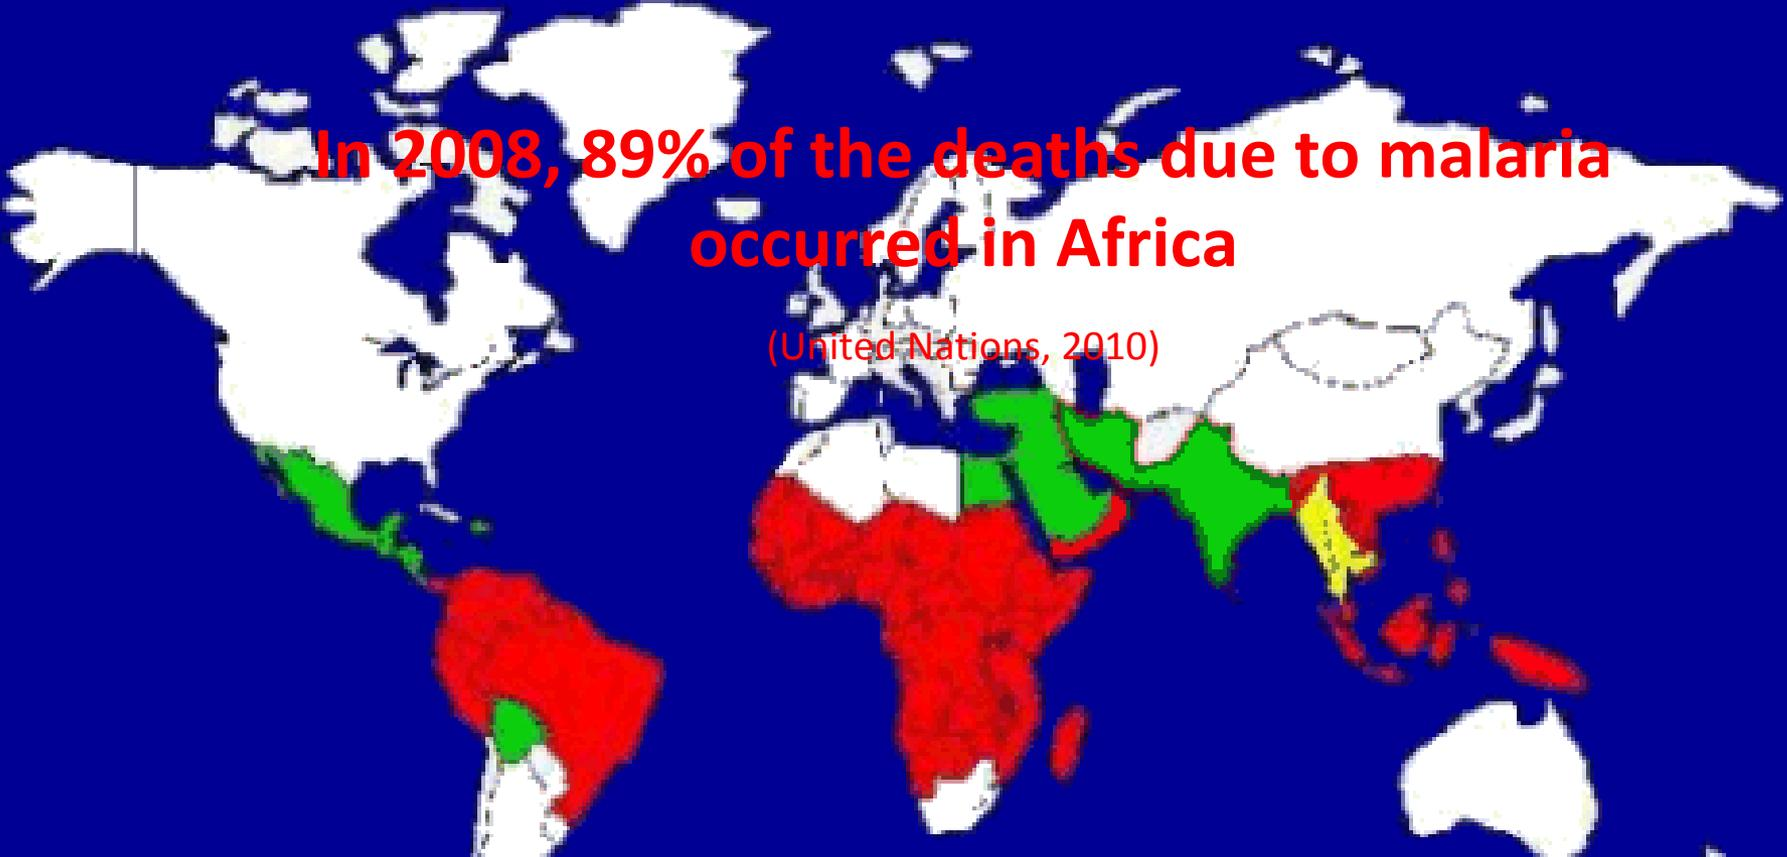 In 2008, 89% of the deaths due to malaria
occurred in Africa
(United Nations, 2010)